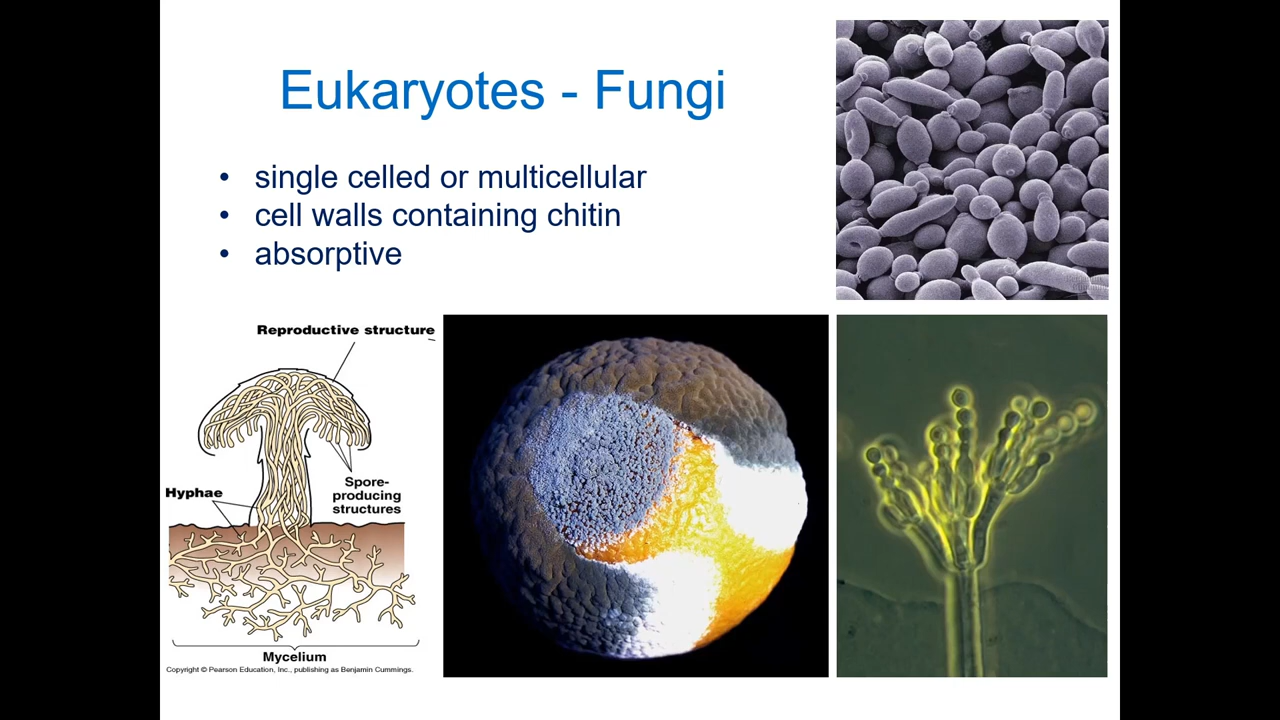 Eukaryotes - Fungi
• single celled or multicellular
• cell walls containing chitin
• absorptive
Reproductive structure
Hyphae
Spore-
producing
structures
Mycelium
Copyright © Pearson Education, Inc., publishing as Benjamin Cummings.